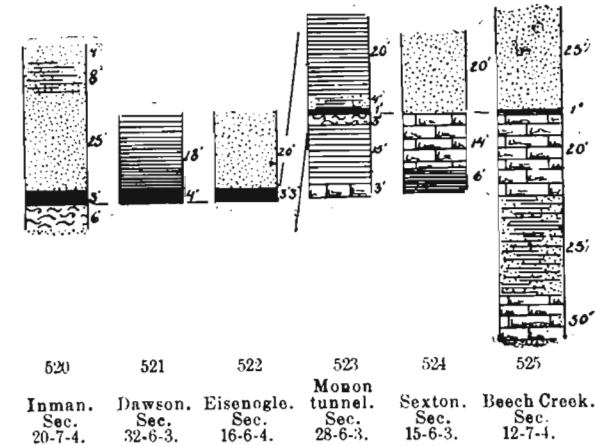 4'
8'
25'
3'
6'
18'
4'
20'
3'3"
20'
4'
1'
3'
15'
3'
20'
14'
6'
25'
1"
20'
25'
50'
520
521
522
523
524
525
Inman.
Sec.
20-7-4.
Dawson.
Sec.
32-6-3.
Eisenogle.
Sec.
16-6-4.
Monon
tunnel.
Sec.
28-6-3.
Sexton.
Sec.
15-6-3.
Beech Creek.
Sec.
12-7-4.